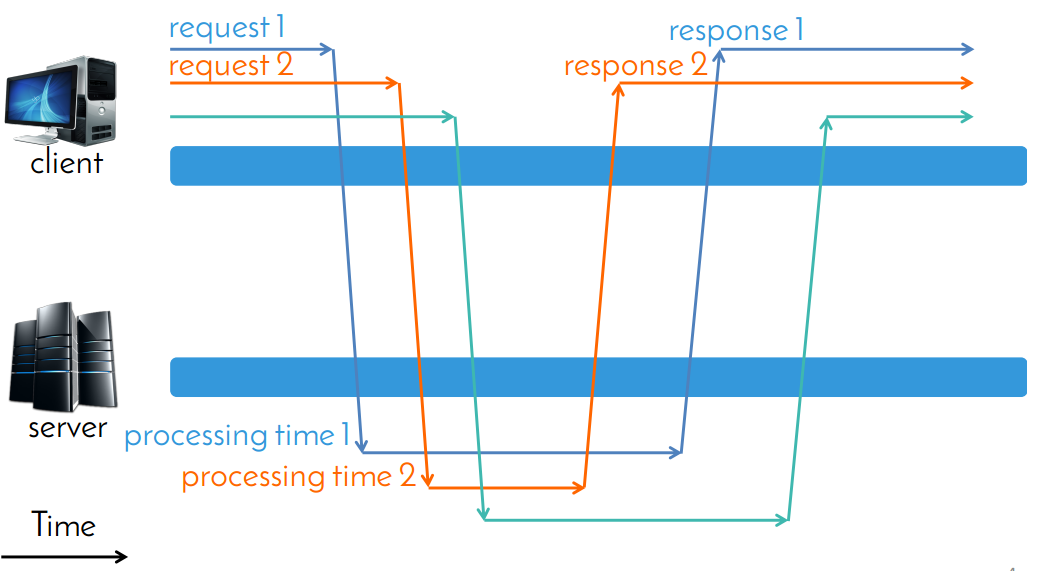 request 1
response 1
request 2
response 2
client
server
processing time 1
processing time 2
Time